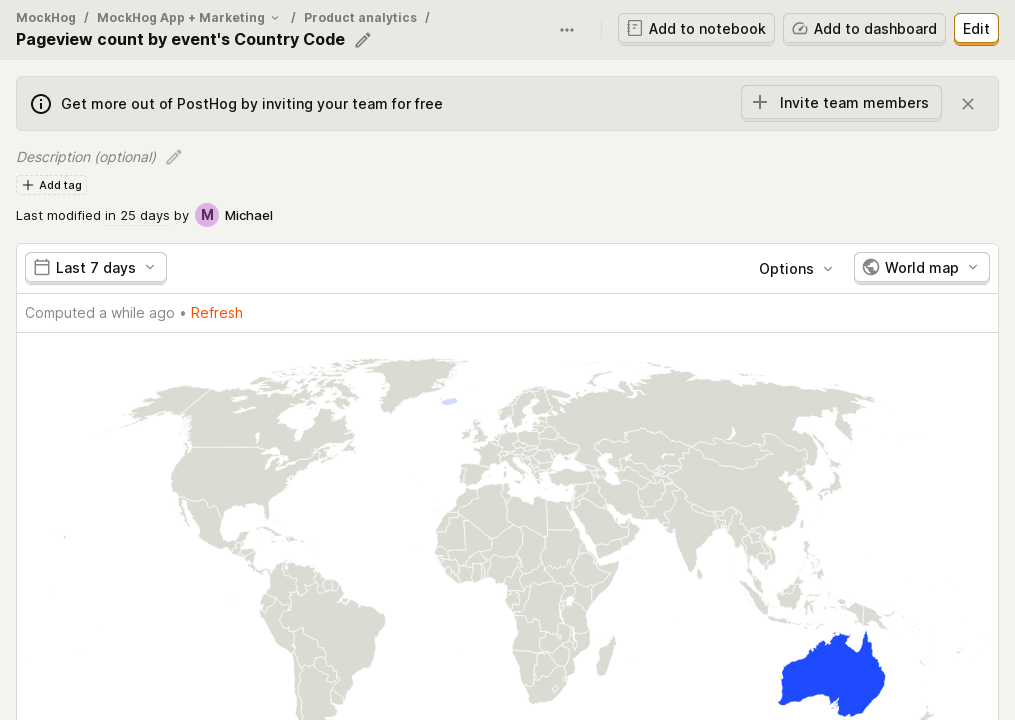 MockHog / MockHog App + Marketing / Product analytics /
Pageview count by event's Country Code
Add to notebook
Add to dashboard
Edit
Get more out of PostHog by inviting your team for free
Invite team members
Description (optional)
Add tag
Last modified in 25 days by M Michael
Last 7 days
Options
World map
Computed a while ago • Refresh